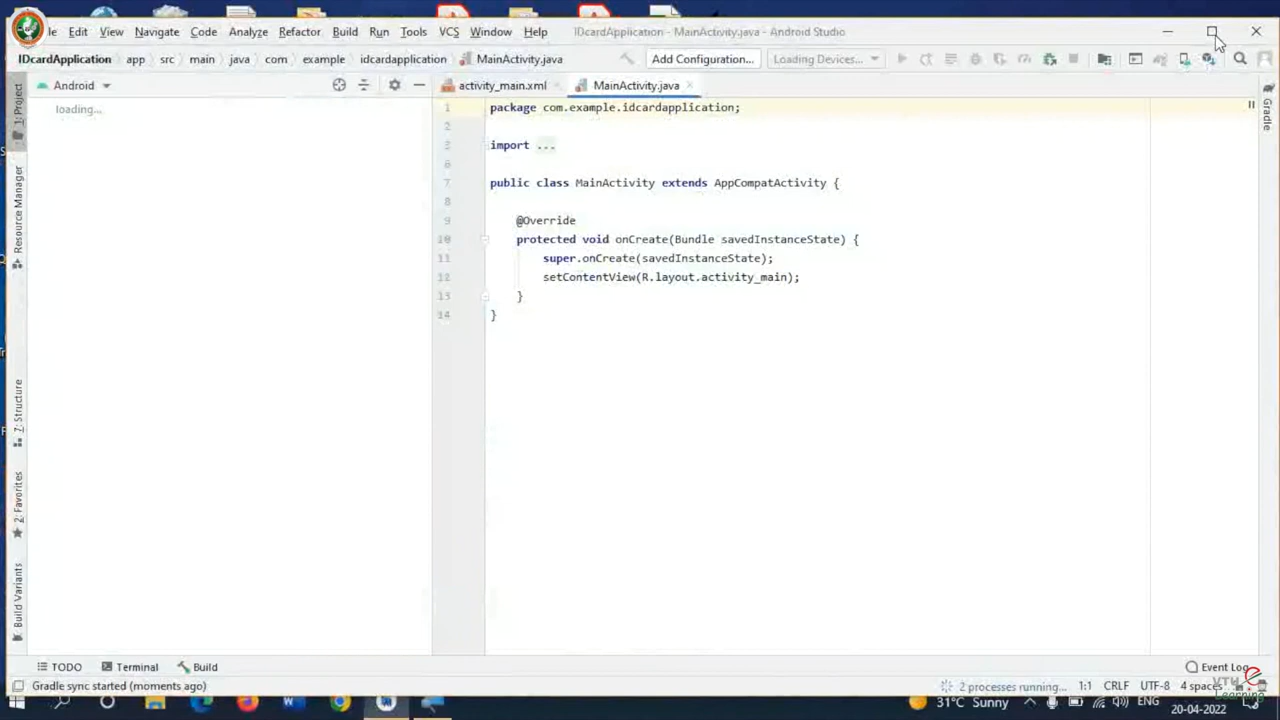 le Edit View Navigate Code Analyze Refactor Build Run Tools VCS Window Help IDcardApplication - MainActivity.java - Android Studio
IDcardApplication app src main java com example idcardapplication MainActivity.java Add Configuration... Loading Devices...
Android activity_main.xml MainActivity.java
1: Project
Resource Manager
7: Structure
2: Favorites
Build Variants
Gradle
loading...
1 package com.example.idcardapplication;
2
3 import ...
6
7 public class MainActivity extends AppCompatActivity {
8
9 @Override
10 protected void onCreate(Bundle savedInstanceState) {
11 super.onCreate(savedInstanceState);
12 setContentView(R.layout.activity_main);
13 }
14 }
TODO Terminal Build Event Log
Gradle sync started (moments ago) 2 processes running... 1:1 CRLF UTF-8 4 spaces
VTU
e
Learning
31°C Sunny ENG
20-04-2022